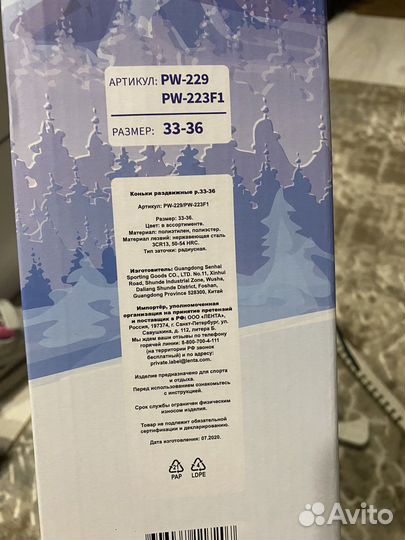 АРТИКУЛ: PW-229
PW-223F1
РАЗМЕР: 33-36
Коньки раздвижные р.33-36
Артикул: PW-229/PW-223F1
Размер: 33-36.
Цвет: в ассортименте.
Материал: полиэтилен, полиэстер.
Материал лезвий: нержавеющая сталь
3CR13, 50-54 HRC.
Тип заточки: радиусная.
Изготовитель: Guangdong Senhai
Sporting Goods CO., LTD. No.11, Xinhui
Road, Shunde Industrial Zone, Wusha,
Daliang Shunde District, Foshan,
Guangdong Province 528300, Китай
Импортёр, уполномоченная
организация на принятие претензий
и поставщик в РФ: ООО «ЛЕНТА»,
Россия, 197374, г. Санкт-Петербург, ул.
Савушкина, д. 112, литера Б.
Мы ждем ваши отзывы по телефону
горячей линии: 8-800-700-4-111
(на территории РФ звонок
бесплатный) и по адресу:
private.label@lenta.com.
Изделие предназначено для спорта
и отдыха.
Перед использованием ознакомьтесь
с инструкцией.
Срок службы ограничен физическим
износом изделия.
Товар не подлежит обязательной
сертификации и декларированию.
Дата изготовления: 07.2020.
21 4
PAP LDPE
Avito